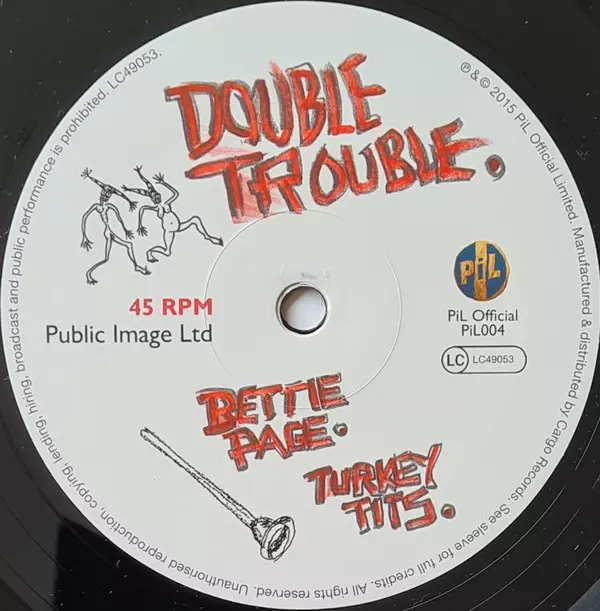 DOUBLE
TROUBLE.
45 RPM
Public Image Ltd
PiL
PiL Official
PiL004
LC LC49053
BETTIE
PAGE.
TURKEY
TITS.
℗ & © 2015 PiL Official Limited. Manufactured & distributed by Cargo Records. See sleeve for full credits. All rights reserved. Unauthorised reproduction, copying, lending, hiring, broadcast and public performance is prohibited. LC49053.